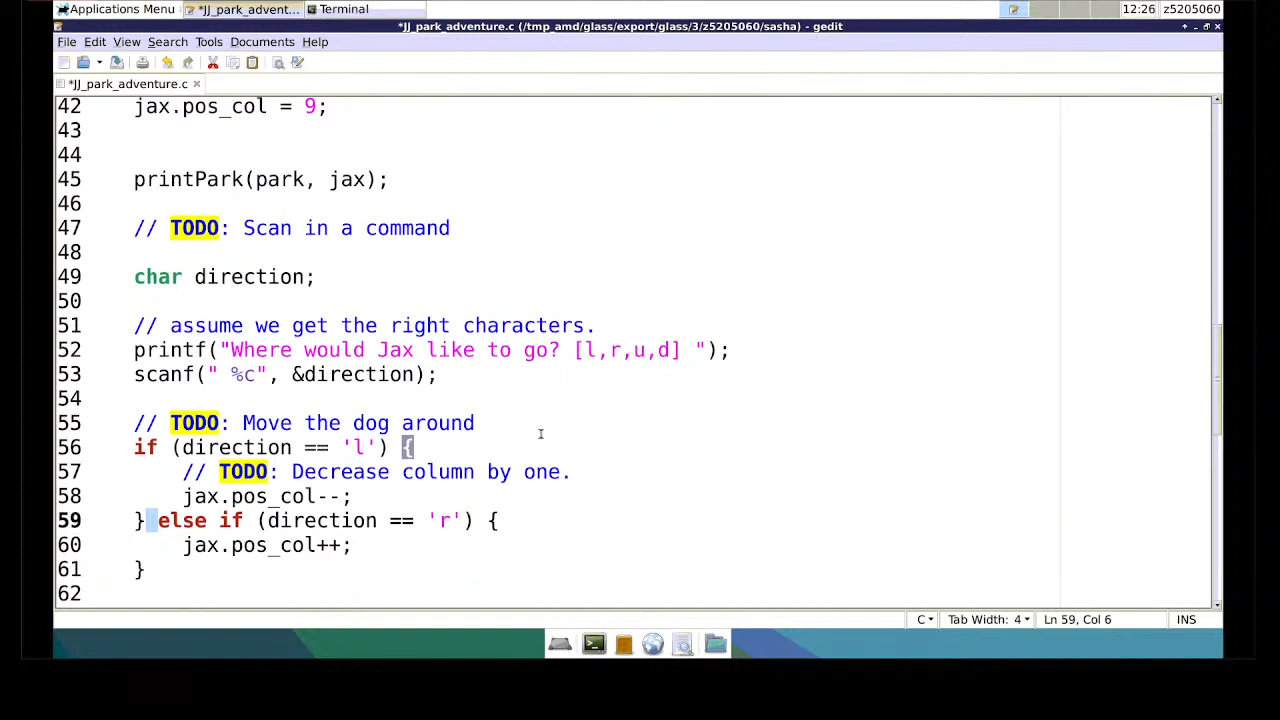 Applications Menu *JJ_park_advent... Terminal 12:26 z5205060
*JJ_park_adventure.c (/tmp_amd/glass/export/glass/3/z5205060/sasha) - gedit
File Edit View Search Tools Documents Help
*JJ_park_adventure.c
42 jax.pos_col = 9;
43
44
45 printPark(park, jax);
46
47 // TODO: Scan in a command
48
49 char direction;
50
51 // assume we get the right characters.
52 printf("Where would Jax like to go? [l,r,u,d] ");
53 scanf(" %c", &direction);
54
55 // TODO: Move the dog around
56 if (direction == 'l') {
57 // TODO: Decrease column by one.
58 jax.pos_col--;
59 } else if (direction == 'r') {
60 jax.pos_col++;
61 }
62
C Tab Width: 4 Ln 59, Col 6 INS